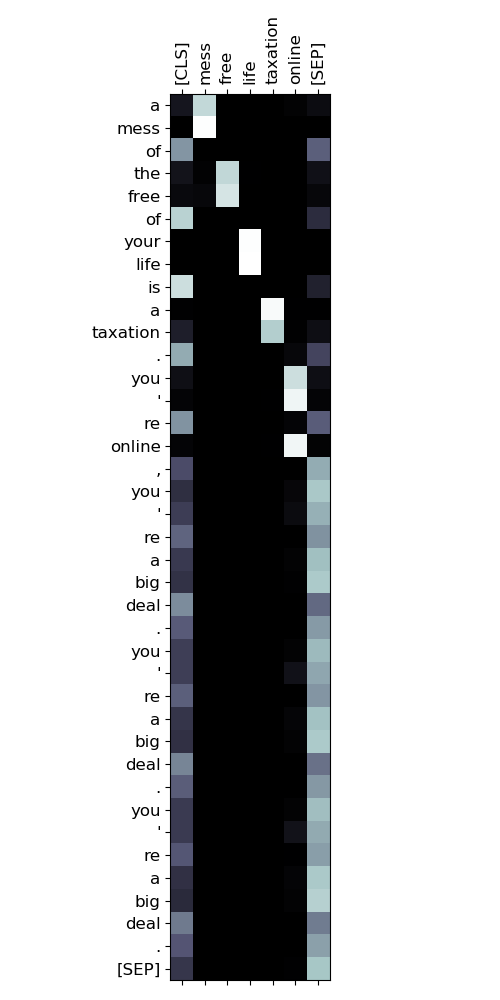 [CLS]
mess
free
life
taxation
online
[SEP]
a
mess
of
the
free
of
your
life
is
a
taxation
.
you
'
re
online
,
you
'
re
a
big
deal
.
you
'
re
a
big
deal
.
you
'
re
a
big
deal
.
[SEP]